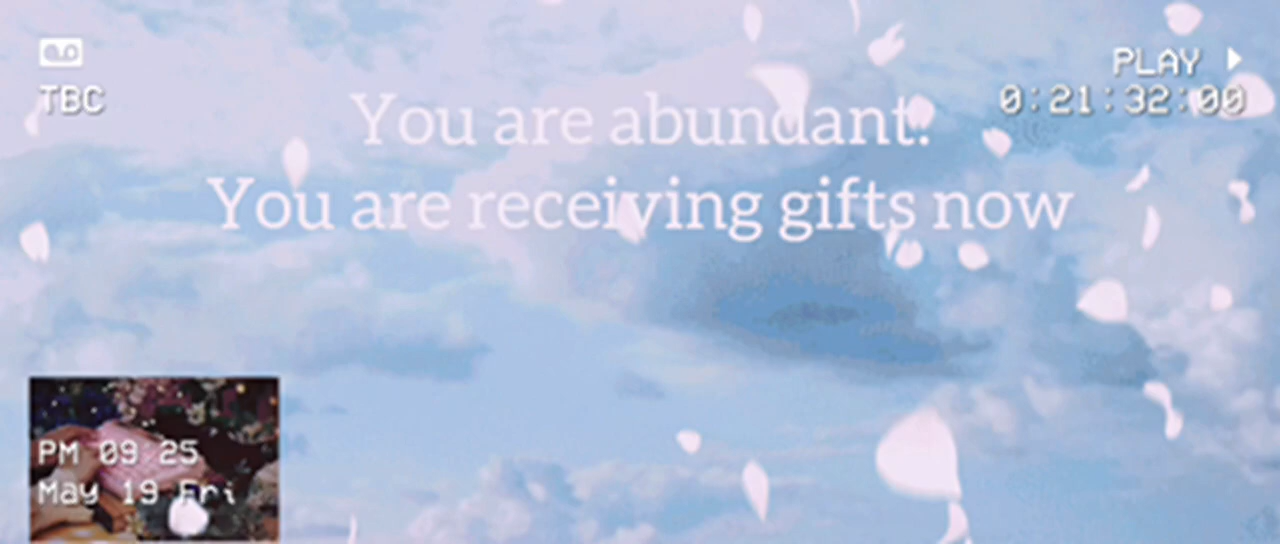 PLAY
TBC
0:21:32:00
You are abundant.
You are receiving gifts now
PM 09 25
May 19 Fri